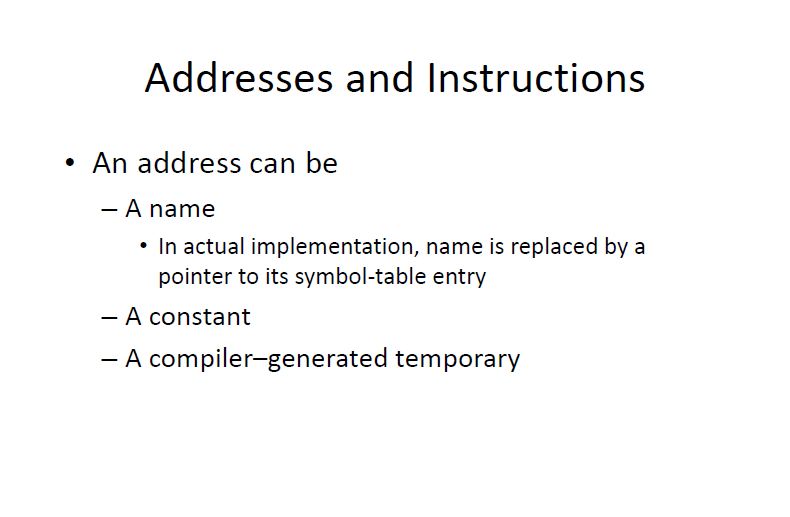 Addresses and Instructions
• An address can be
– A name
• In actual implementation, name is replaced by a
pointer to its symbol-table entry
– A constant
– A compiler–generated temporary